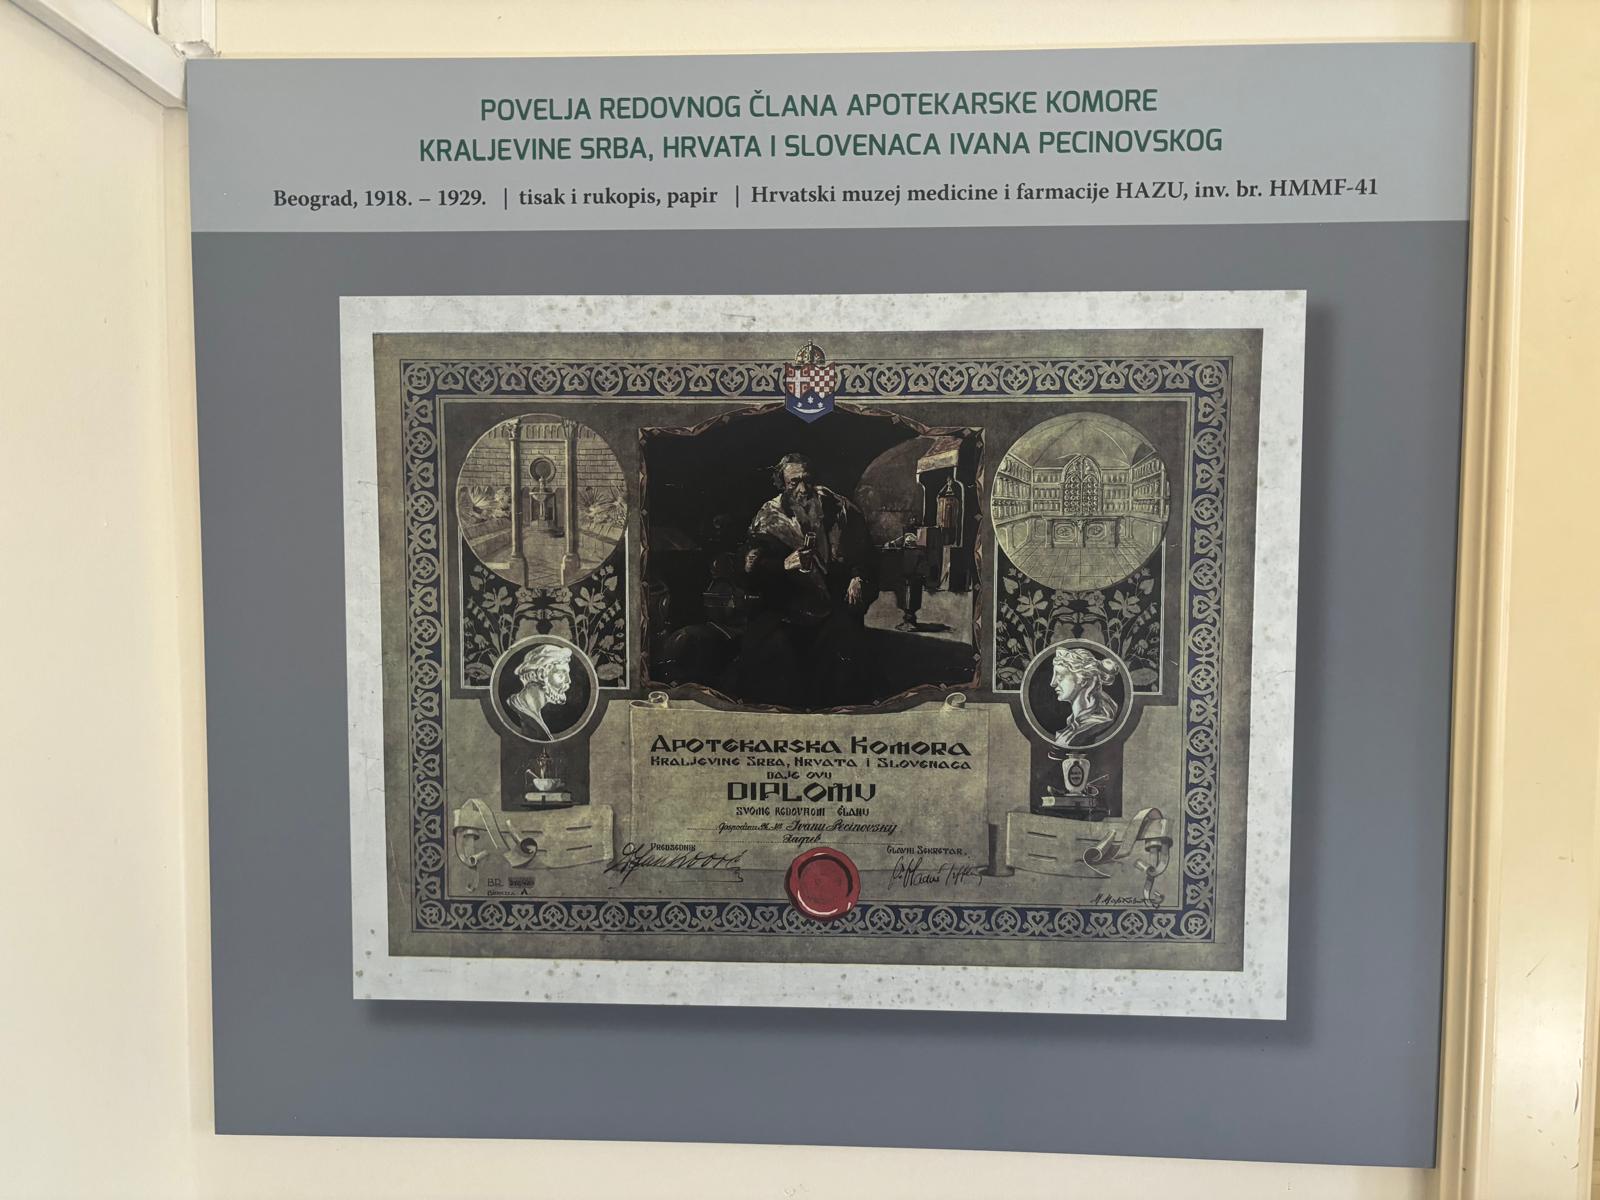 POVELJA REDOVNOG ČLANA APOTEKARSKE KOMORE
KRALJEVINE SRBA, HRVATA I SLOVENACA IVANA PECINOVSKOG
Beograd, 1918. – 1929. | tisak i rukopis, papir | Hrvatski muzej medicine i farmacije HAZU, inv. br. HMMF-41
APOTEKARSKA KOMORA
KRALJEVINE SRBA, HRVATA I SLOVENACA
DAJE OVU
DIPLOMU
SVOME REDOVNOM ČLANU
Gospodinu Ivanu Pecinovsky
Zagreb
PREDSEDNIK
GLAVNI SEKRETAR.
BR.
A